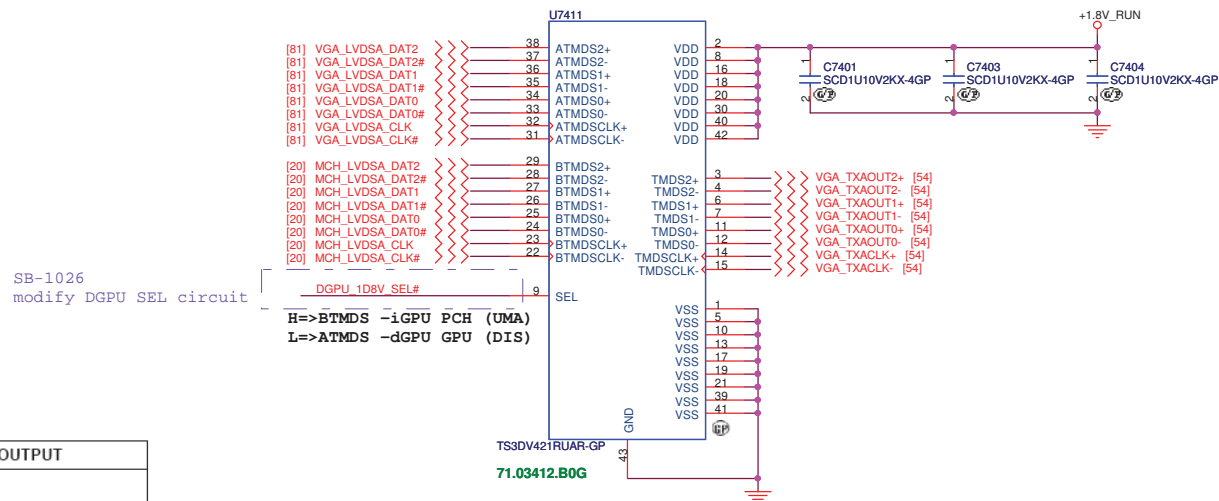 U7411
+1.8V_RUN
[81] VGA_LVDSA_DAT2 38 ATMDS2+ VDD 2
[81] VGA_LVDSA_DAT2# 37 ATMDS2- VDD 8
[81] VGA_LVDSA_DAT1 36 ATMDS1+ VDD 16
[81] VGA_LVDSA_DAT1# 35 ATMDS1- VDD 18
[81] VGA_LVDSA_DAT0 34 ATMDS0+ VDD 20
[81] VGA_LVDSA_DAT0# 33 ATMDS0- VDD 30
[81] VGA_LVDSA_CLK 32 ATMDSCLK+ VDD 40
[81] VGA_LVDSA_CLK# 31 ATMDSCLK- VDD 42
1 C7401 SCD1U10V2KX-4GP 2
1 C7403 SCD1U10V2KX-4GP 2
1 C7404 SCD1U10V2KX-4GP 2
[20] MCH_LVDSA_DAT2 29 BTMDS2+
[20] MCH_LVDSA_DAT2# 28 BTMDS2-
[20] MCH_LVDSA_DAT1 27 BTMDS1+
[20] MCH_LVDSA_DAT1# 26 BTMDS1-
[20] MCH_LVDSA_DAT0 25 BTMDS0+
[20] MCH_LVDSA_DAT0# 24 BTMDS0-
[20] MCH_LVDSA_CLK 23 BTMDSCLK+
[20] MCH_LVDSA_CLK# 22 BTMDSCLK-
TMDS2+ 3 VGA_TXAOUT2+ [54]
TMDS2- 4 VGA_TXAOUT2- [54]
TMDS1+ 6 VGA_TXAOUT1+ [54]
TMDS1- 7 VGA_TXAOUT1- [54]
TMDS0+ 11 VGA_TXAOUT0+ [54]
TMDS0- 12 VGA_TXAOUT0- [54]
TMDSCLK+ 14 VGA_TXACLK+ [54]
TMDSCLK- 15 VGA_TXACLK- [54]
SB-1026
modify DGPU SEL circuit
DGPU_1D8V_SEL# 9 SEL
H=>BTMDS -iGPU PCH (UMA)
L=>ATMDS -dGPU GPU (DIS)
VSS 1
VSS 5
VSS 10
VSS 13
VSS 17
VSS 19
VSS 21
VSS 39
VSS 41
GND 43
GP
TS3DV421RUAR-GP
71.03412.B0G
OUTPUT